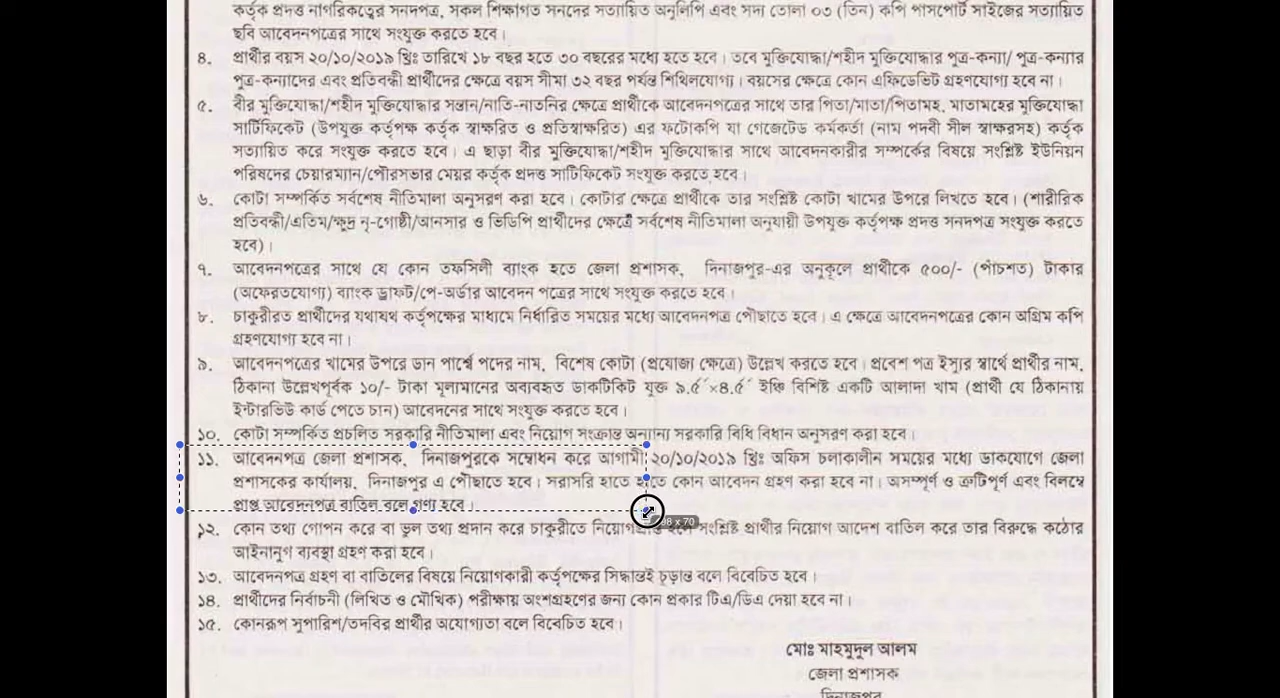 কর্তৃক প্রদত্ত নাগরিকত্বের সনদপত্র, সকল শিক্ষাগত সনদের সত্যায়িত অনুলিপি এবং সদ্য তোলা ০৩ (তিন) কপি পাসপোর্ট সাইজের সত্যায়িত
ছবি আবেদনপত্রের সাথে সংযুক্ত করতে হবে।
৪. প্রার্থীর বয়স ২০/১০/২০১৯ খ্রিঃ তারিখে ১৮ বছর হতে ৩০ বছরের মধ্যে হতে হবে। তবে মুক্তিযোদ্ধা/শহীদ মুক্তিযোদ্ধার পুত্র-কন্যা/ পুত্র-কন্যার
পুত্র-কন্যাদের এবং প্রতিবন্ধী প্রার্থীদের ক্ষেত্রে বয়স সীমা ৩২ বছর পর্যন্ত শিথিলযোগ্য। বয়সের ক্ষেত্রে কোন এফিডেভিট গ্রহণযোগ্য হবে না।
৫. বীর মুক্তিযোদ্ধা/শহীদ মুক্তিযোদ্ধার সন্তান/নাতি-নাতনির ক্ষেত্রে প্রার্থীকে আবেদনপত্রের সাথে তার পিতা/মাতা/পিতামহ, মাতামহের মুক্তিযোদ্ধা
সার্টিফিকেট (উপযুক্ত কর্তৃপক্ষ কর্তৃক স্বাক্ষরিত ও প্রতিস্বাক্ষরিত) এর ফটোকপি যা গেজেটেড কর্মকর্তা (নাম পদবী সীল স্বাক্ষরসহ) কর্তৃক
সত্যায়িত করে সংযুক্ত করতে হবে। এ ছাড়া বীর মুক্তিযোদ্ধা/শহীদ মুক্তিযোদ্ধার সাথে আবেদনকারীর সম্পর্কের বিষয়ে সংশ্লিষ্ট ইউনিয়ন
পরিষদের চেয়ারম্যান/পৌরসভার মেয়র কর্তৃক প্রদত্ত সার্টিফিকেট সংযুক্ত করতে হবে।
৬. কোটা সম্পর্কিত সর্বশেষ নীতিমালা অনুসরণ করা হবে। কোটার ক্ষেত্রে প্রার্থীকে তার সংশ্লিষ্ট কোটা খামের উপরে লিখতে হবে। (শারীরিক
প্রতিবন্ধী/এতিম/ক্ষুদ্র নৃ-গোষ্ঠী/আনসার ও ভিডিপি প্রার্থীদের ক্ষেত্রে সর্বশেষ নীতিমালা অনুযায়ী উপযুক্ত কর্তৃপক্ষ প্রদত্ত সনদপত্র সংযুক্ত করতে
হবে)।
৭. আবেদনপত্রের সাথে যে কোন তফসিলী ব্যাংক হতে জেলা প্রশাসক, দিনাজপুর-এর অনুকূলে প্রার্থীকে ৫০০/- (পাঁচশত) টাকার
(অফেরতযোগ্য) ব্যাংক ড্রাফট/পে-অর্ডার আবেদন পত্রের সাথে সংযুক্ত করতে হবে।
৮. চাকুরীরত প্রার্থীদের যথাযথ কর্তৃপক্ষের মাধ্যমে নির্ধারিত সময়ের মধ্যে আবেদনপত্র পৌছাতে হবে। এ ক্ষেত্রে আবেদনপত্রের কোন অগ্রিম কপি
গ্রহণযোগ্য হবে না।
৯. আবেদনপত্রের খামের উপরে ডান পার্শ্বে পদের নাম, বিশেষ কোটা (প্রযোজ্য ক্ষেত্রে) উল্লেখ করতে হবে। প্রবেশ পত্র ইস্যুর স্বার্থে প্রার্থীর নাম,
ঠিকানা উল্লেখপূর্বক ১০/- টাকা মূল্যমানের অব্যবহৃত ডাকটিকিট যুক্ত ৯.৫˝×৪.৫˝ ইঞ্চি বিশিষ্ট একটি আলাদা খাম (প্রার্থী যে ঠিকানায়
ইন্টারভিউ কার্ড পেতে চান) আবেদনের সাথে সংযুক্ত করতে হবে।
১০. কোটা সম্পর্কিত প্রচলিত সরকারি নীতিমালা এবং নিয়োগ সংক্রান্ত অন্যান্য সরকারি বিধি বিধান অনুসরণ করা হবে।
১১. আবেদনপত্র জেলা প্রশাসক, দিনাজপুরকে সম্বোধন করে আগামী ২০/১০/২০১৯ খ্রিঃ অফিস চলাকালীন সময়ের মধ্যে ডাকযোগে জেলা
প্রশাসকের কার্যালয়, দিনাজপুর এ পৌছাতে হবে। সরাসরি হাতে হাতে কোন আবেদন গ্রহণ করা হবে না। অসম্পূর্ণ ও ত্রুটিপূর্ণ এবং বিলম্বে
প্রাপ্ত আবেদনপত্র বাতিল বলে গণ্য হবে।
১২. কোন তথ্য গোপন করে বা ভুল তথ্য প্রদান করে চাকুরীতে নিয়োগপ্রাপ্ত হলে সংশ্লিষ্ট প্রার্থীর নিয়োগ আদেশ বাতিল করে তার বিরুদ্ধে কঠোর
আইনানুগ ব্যবস্থা গ্রহণ করা হবে।
১৩. আবেদনপত্র গ্রহণ বা বাতিলের বিষয়ে নিয়োগকারী কর্তৃপক্ষের সিদ্ধান্তই চূড়ান্ত বলে বিবেচিত হবে।
১৪. প্রার্থীদের নির্বাচনী (লিখিত ও মৌখিক) পরীক্ষায় অংশগ্রহণের জন্য কোন প্রকার টিএ/ডিএ দেয়া হবে না।
১৫. কোনরূপ সুপারিশ/তদবির প্রার্থীর অযোগ্যতা বলে বিবেচিত হবে।
মোঃ মাহমুদুল আলম
জেলা প্রশাসক
দিনাজপুর